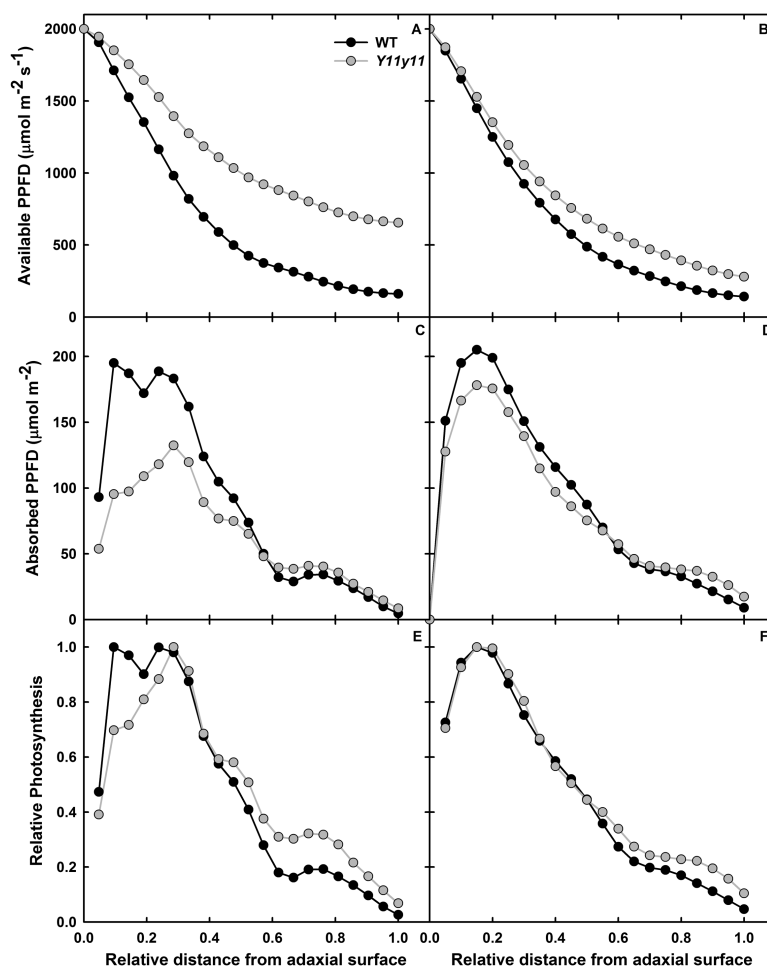 A
WT
Y11y11
B
2000
1500
1000
500
0
Available PPFD (µmol m⁻² s⁻¹)
C
D
200
150
100
50
0
Absorbed PPFD (µmol m⁻²)
E
F
1.0
0.8
0.6
0.4
0.2
0.0
Relative Photosynthesis
0.0 0.2 0.4 0.6 0.8 1.0
0.0 0.2 0.4 0.6 0.8 1.0
Relative distance from adaxial surface
Relative distance from adaxial surface